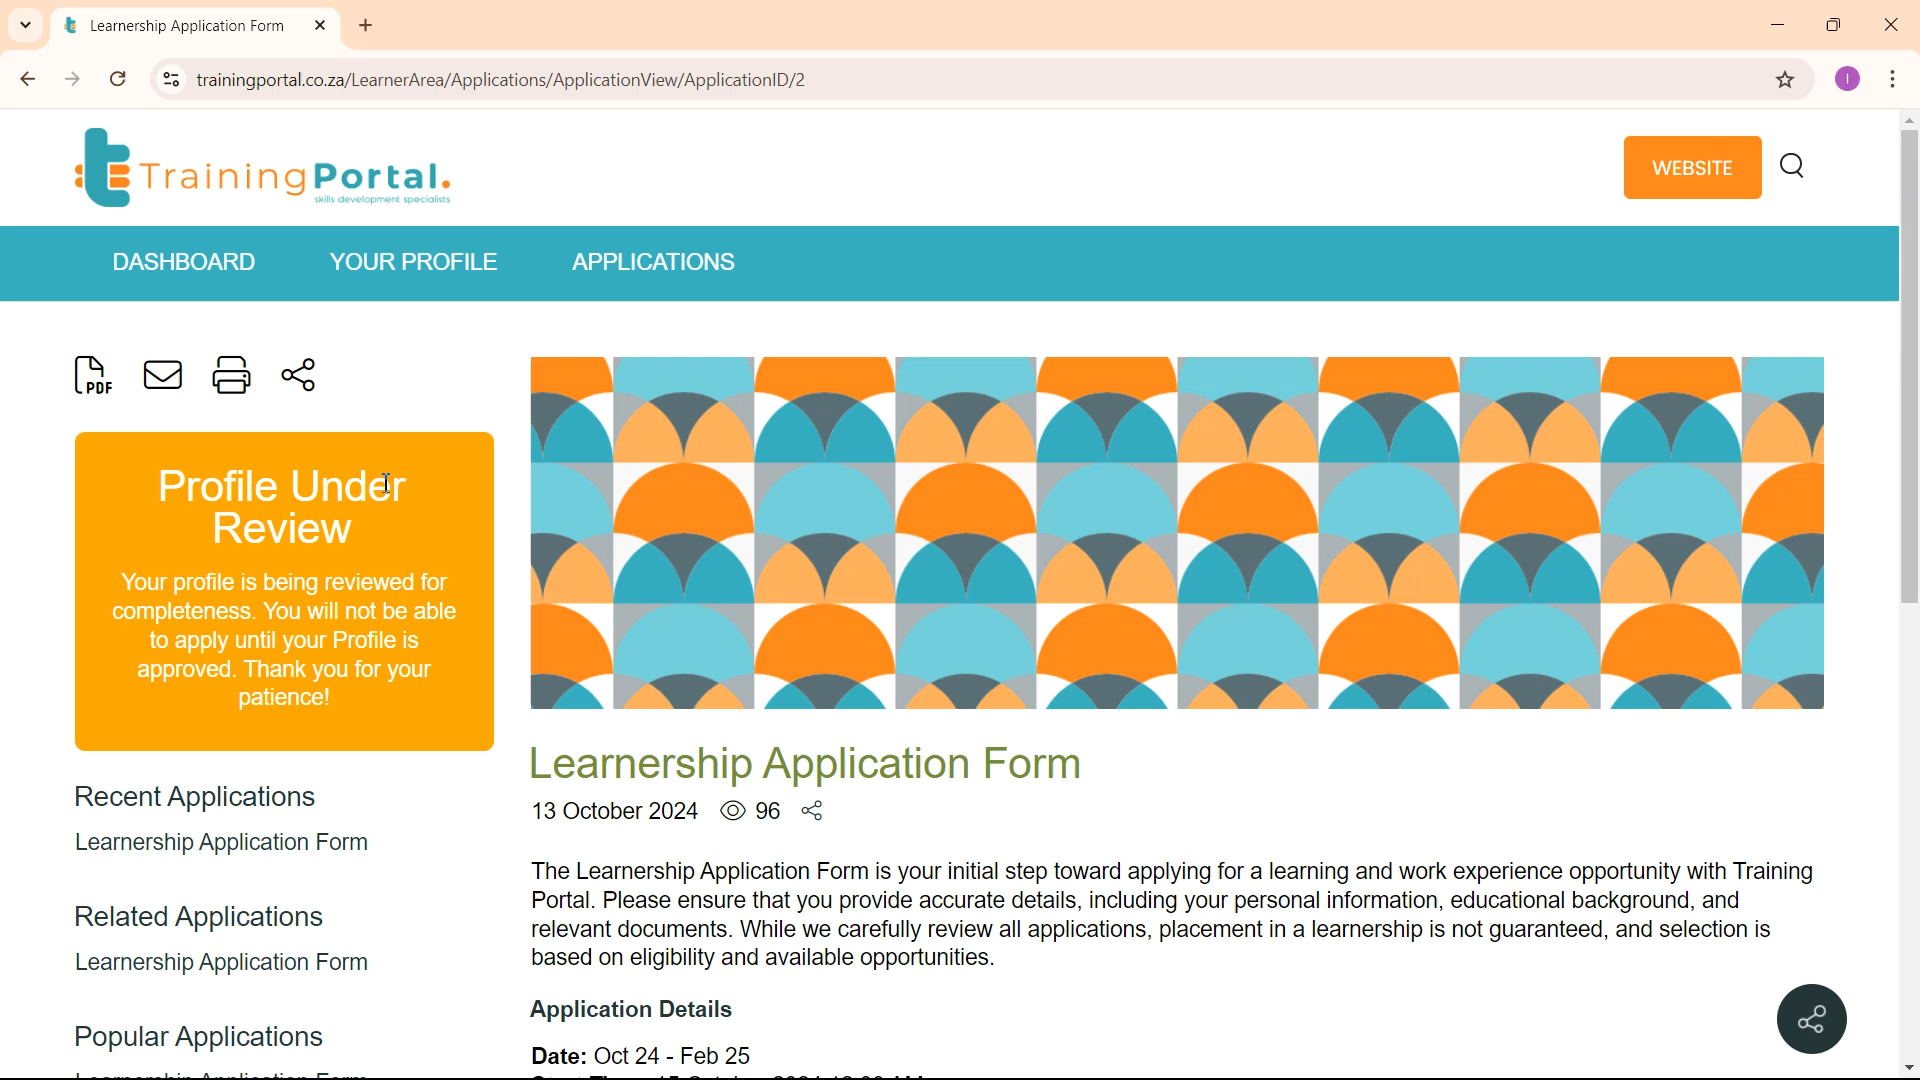 Learnership Application Form
trainingportal.co.za/LearnerArea/Applications/ApplicationView/ApplicationID/2
I
TrainingPortal.
skills development specialists
WEBSITE
DASHBOARD
YOUR PROFILE
APPLICATIONS
PDF
Profile Under
Review
Your profile is being reviewed for
completeness. You will not be able
to apply until your Profile is
approved. Thank you for your
patience!
Recent Applications
Learnership Application Form
Related Applications
Learnership Application Form
Popular Applications
Learnership Application Form
13 October 2024 96
The Learnership Application Form is your initial step toward applying for a learning and work experience opportunity with Training
Portal. Please ensure that you provide accurate details, including your personal information, educational background, and
relevant documents. While we carefully review all applications, placement in a learnership is not guaranteed, and selection is
based on eligibility and available opportunities.
Application Details
Date: Oct 24 - Feb 25